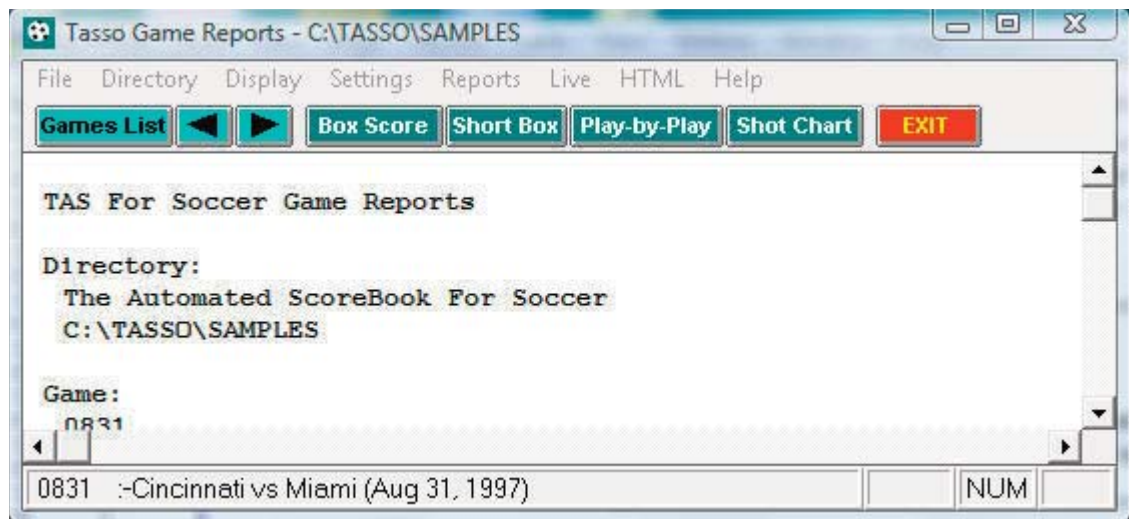 Tasso Game Reports - C:\TASSO\SAMPLES
File Directory Display Settings Reports Live HTML Help
Games List Box Score Short Box Play-by-Play Shot Chart EXIT
TAS For Soccer Game Reports
Directory:
The Automated ScoreBook For Soccer
C:\TASSO\SAMPLES
Game:
0831
0831 :-Cincinnati vs Miami (Aug 31, 1997) NUM